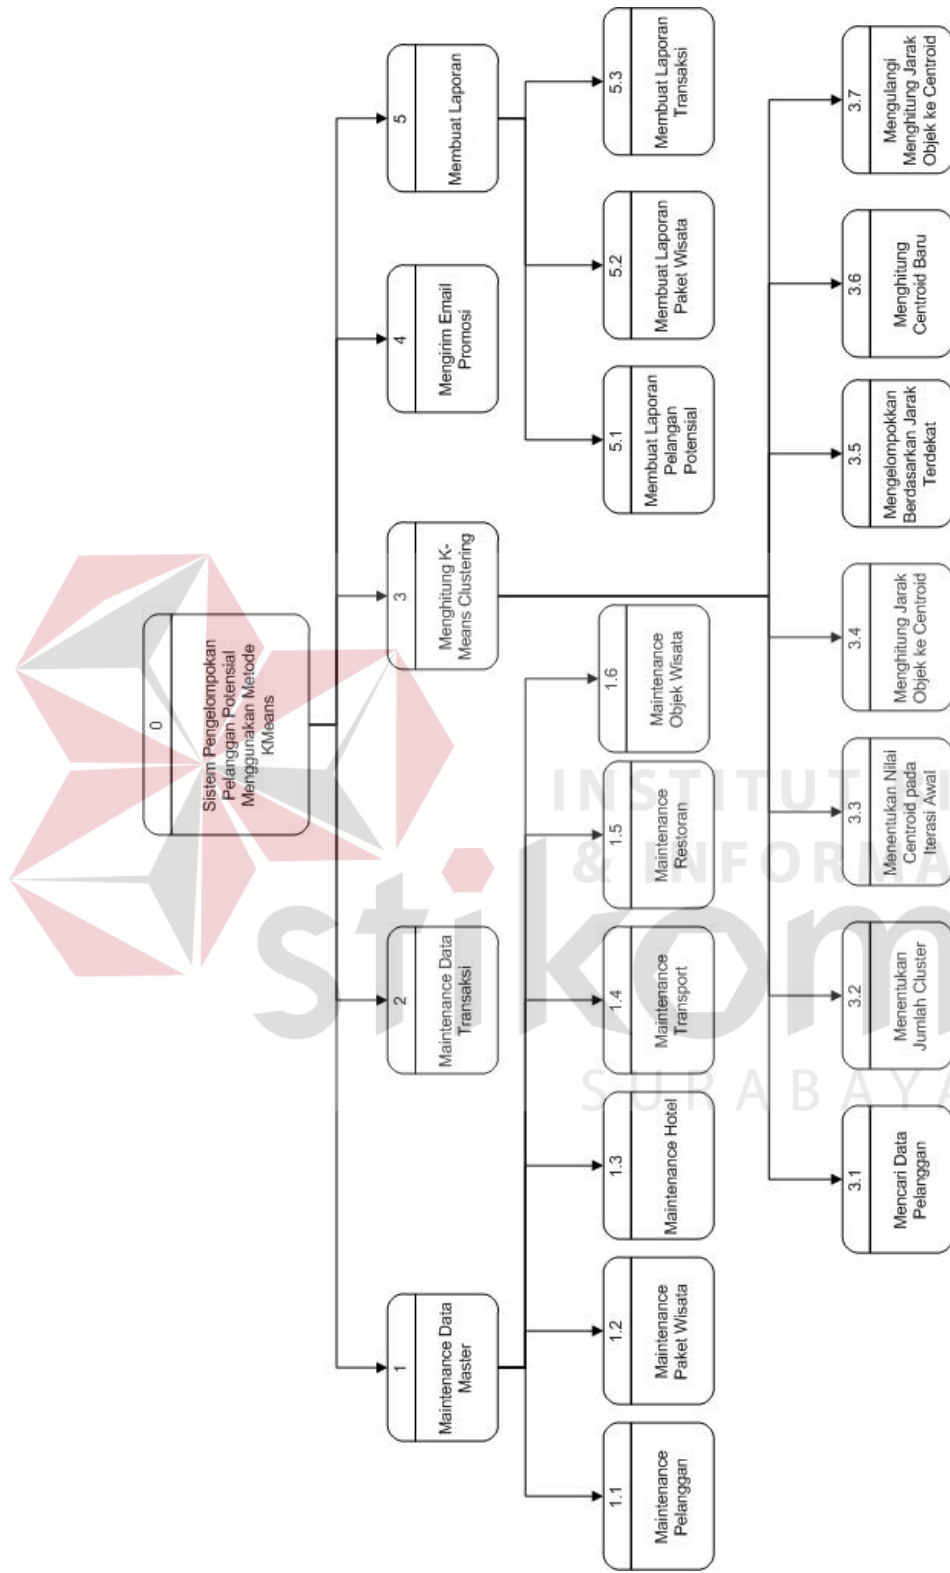 0
Sistem Pengelompokan
Pelanggan Potensial
Menggunakan Metode
KMeans
1
Maintenance Data
Master
2
Maintenance Data
Transaksi
3
Menghitung K-
Means Clustering
4
Mengirim Email
Promosi
5
Membuat Laporan
1.1
Maintenance
Pelanggan
1.2
Maintenance
Paket Wisata
1.3
Maintenance Hotel
1.4
Maintenance
Transport
1.5
Maintenance
Restoran
1.6
Maintenance
Objek Wisata
5.1
Membuat Laporan
Pelangan
Potensial
5.2
Membuat Laporan
Paket Wisata
5.3
Membuat Laporan
Transaksi
3.1
Mencari Data
Pelanggan
3.2
Menentukan
Jumlah Cluster
3.3
Menentukan Nilai
Centroid pada
Iterasi Awal
3.4
Menghitung Jarak
Objek ke Centroid
3.5
Mengelompokkan
Berdasarkan Jarak
Terdekat
3.6
Menghitung
Centroid Baru
3.7
Mengulangi
Menghitung Jarak
Objek ke Centroid
INSTITUT
& INFORMA
stikom
SURABAYA